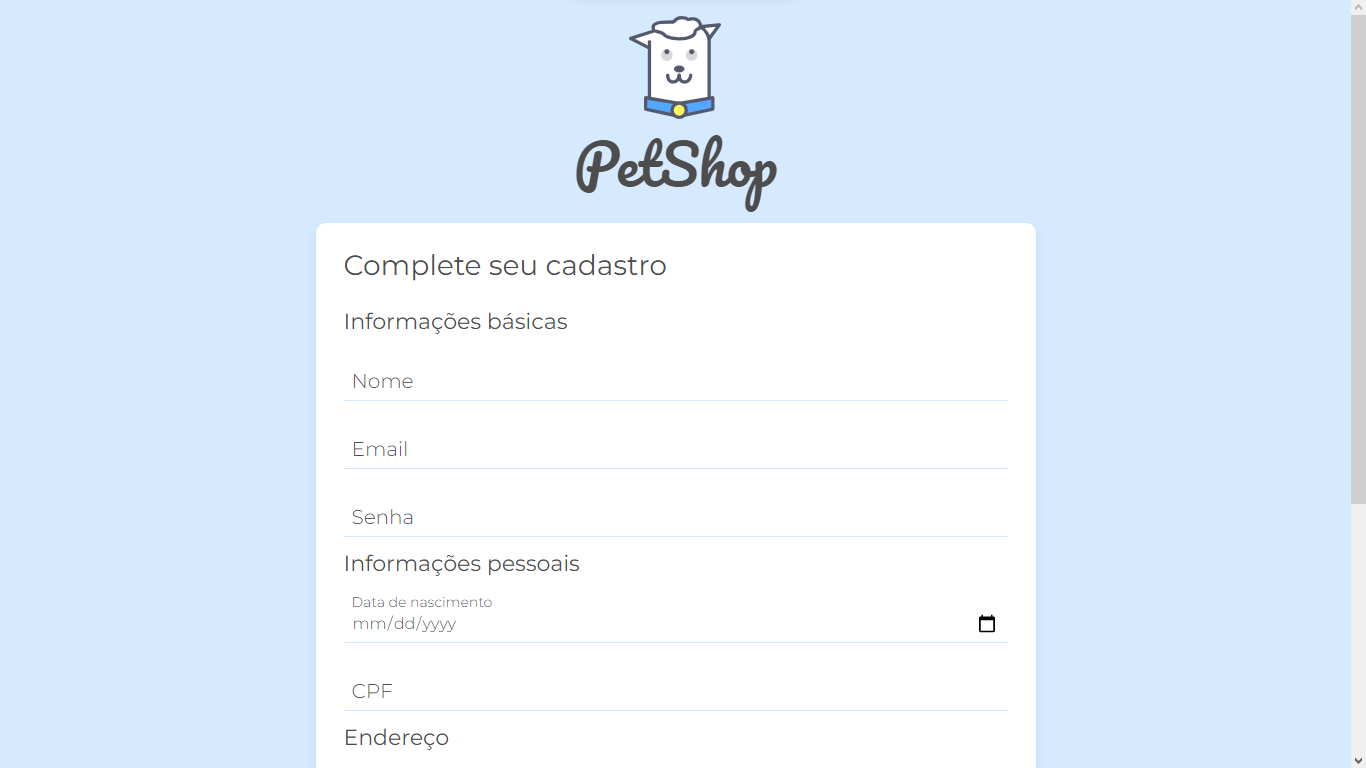 PetShop
Complete seu cadastro
Informações básicas
Nome
Email
Senha
Informações pessoais
Data de nascimento
mm/dd/yyyy
CPF
Endereço